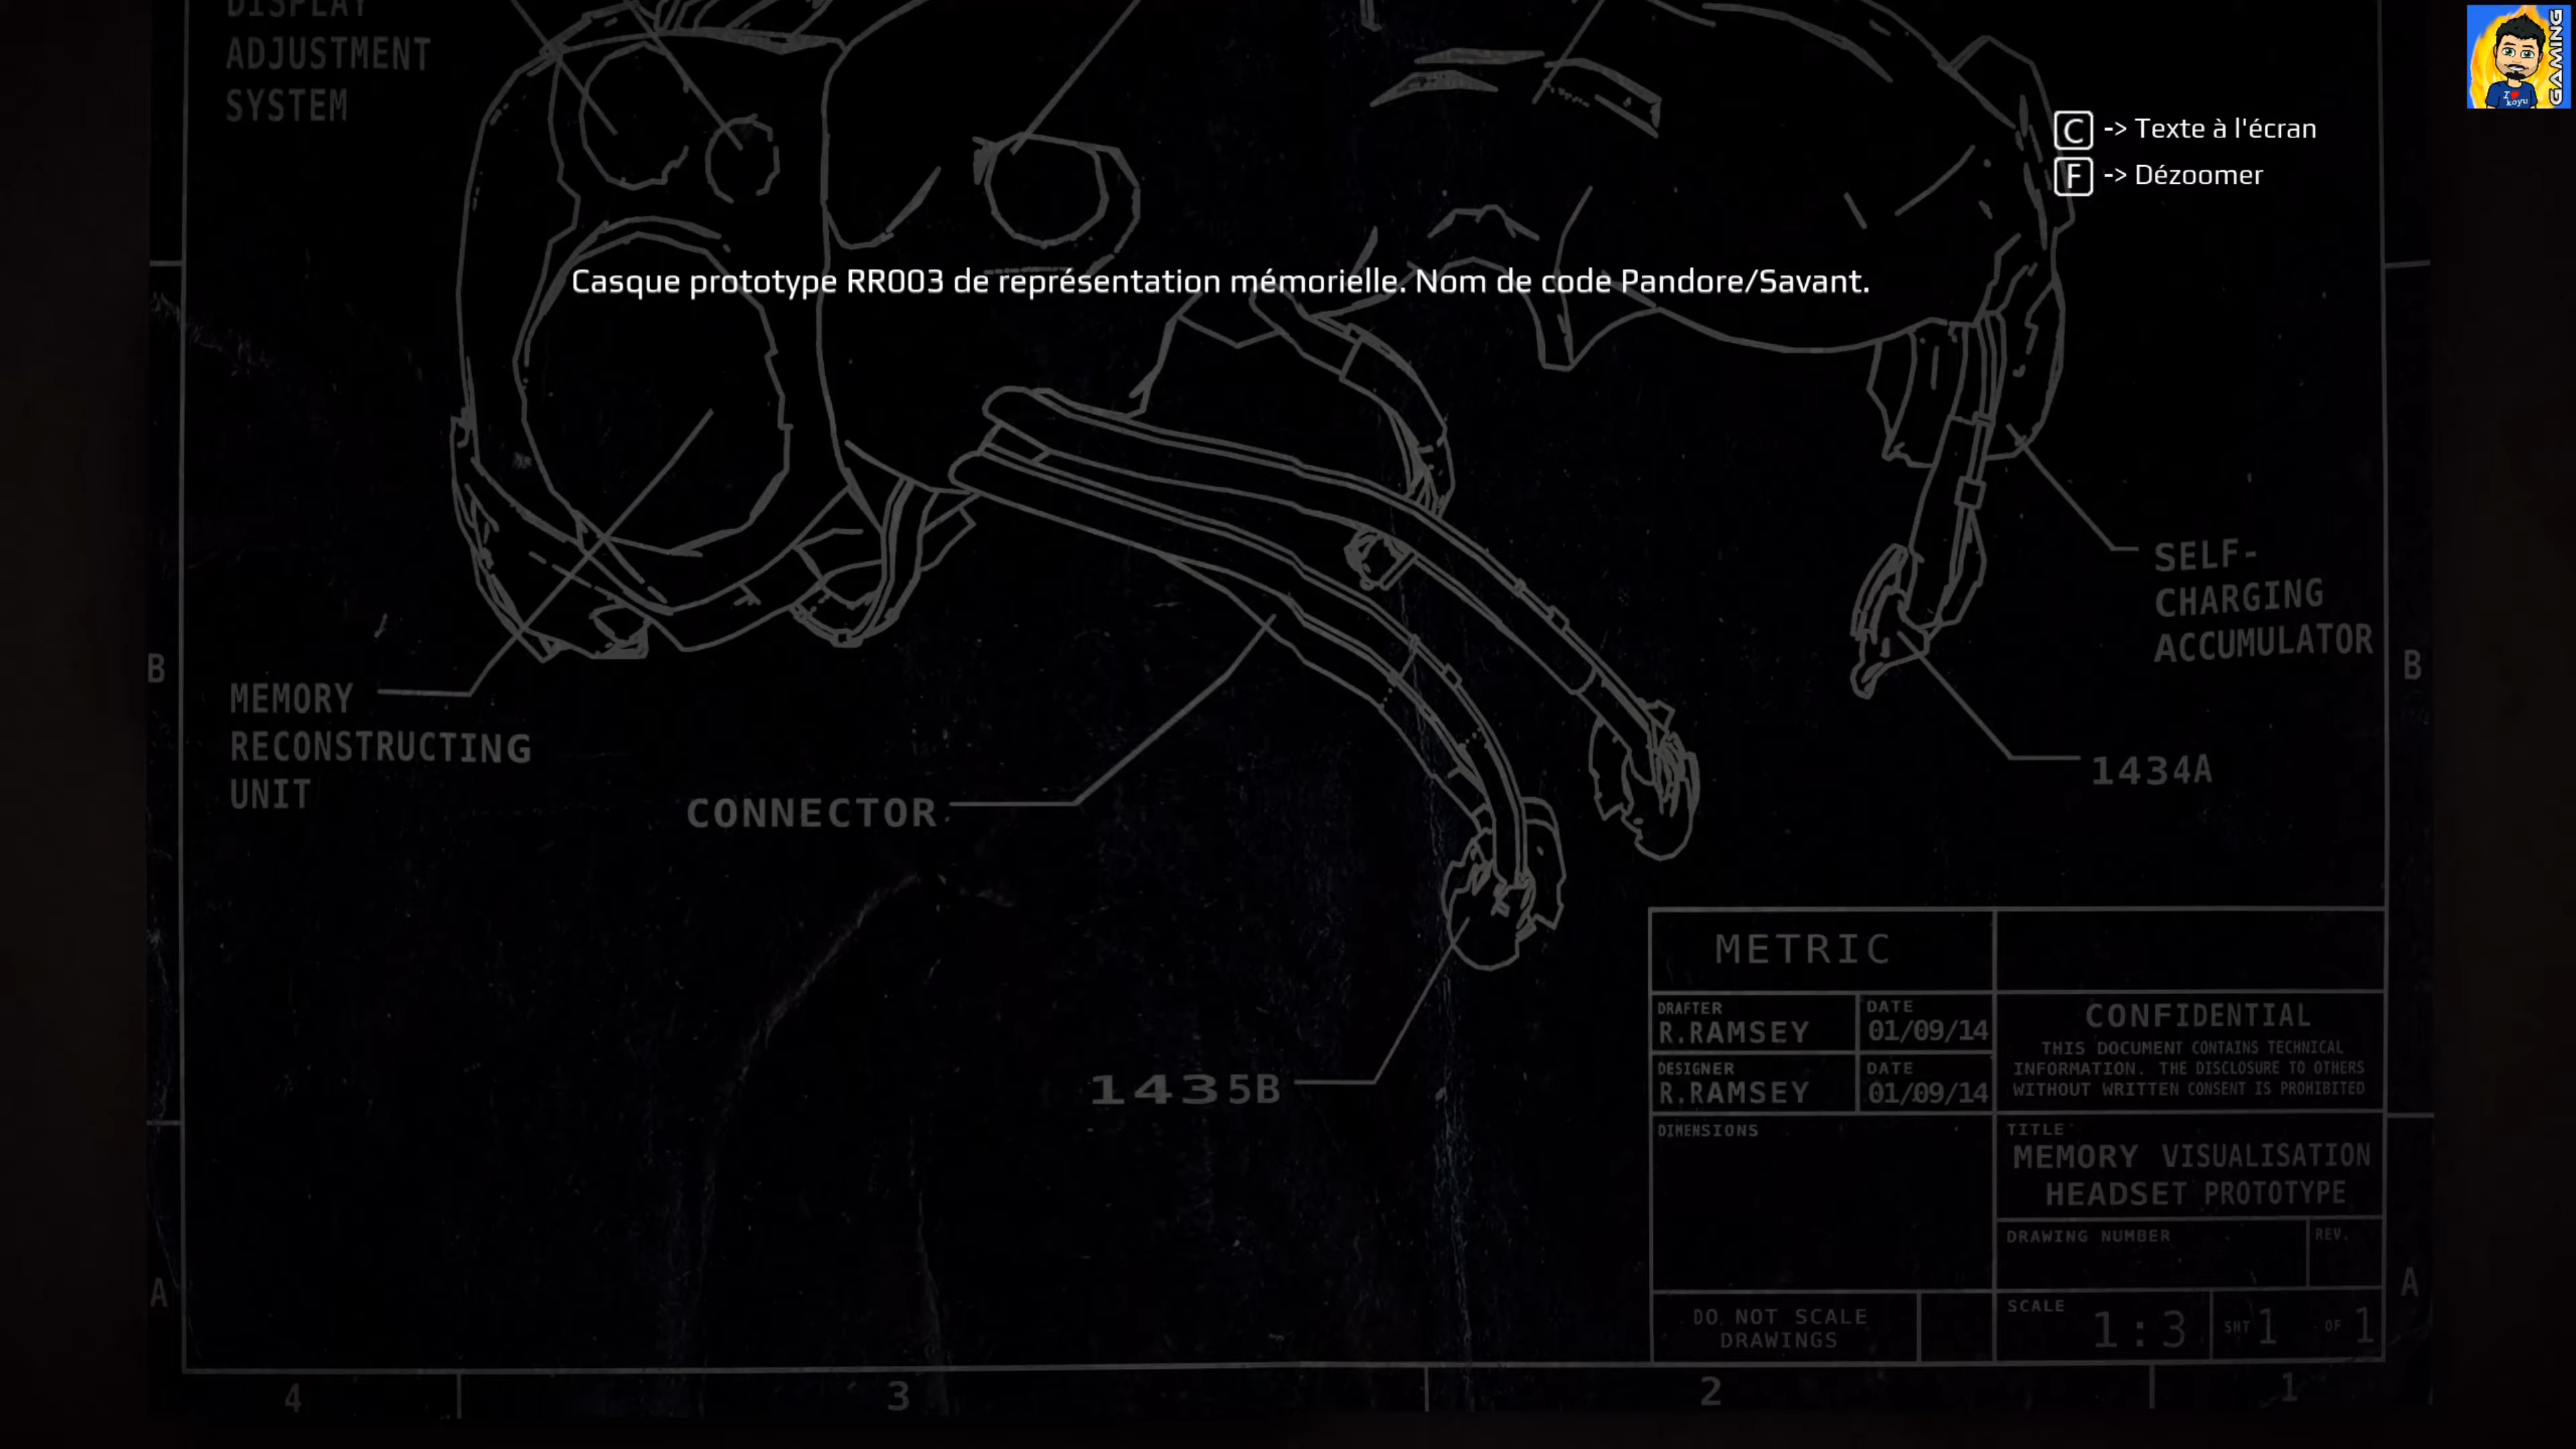 DISPLAY
ADJUSTMENT
SYSTEM
GAMING
I ♥
koyu
C -> Texte à l'écran
F -> Dézoomer
Casque prototype RR003 de représentation mémorielle. Nom de code Pandore/Savant.
SELF-
CHARGING
ACCUMULATOR
B
B
MEMORY
RECONSTRUCTING
UNIT
1434A
CONNECTOR
1435B
METRIC
DRAFTER
R.RAMSEY
DATE
01/09/14
DESIGNER
R.RAMSEY
DATE
01/09/14
CONFIDENTIAL
THIS DOCUMENT CONTAINS TECHNICAL
INFORMATION. THE DISCLOSURE TO OTHERS
WITHOUT WRITTEN CONSENT IS PROHIBITED
DIMENSIONS
TITLE
MEMORY VISUALISATION
HEADSET PROTOTYPE
DRAWING NUMBER
REV.
A
A
DO NOT SCALE
DRAWINGS
SCALE
1:3
SHT 1 OF 1
4
3
2
1